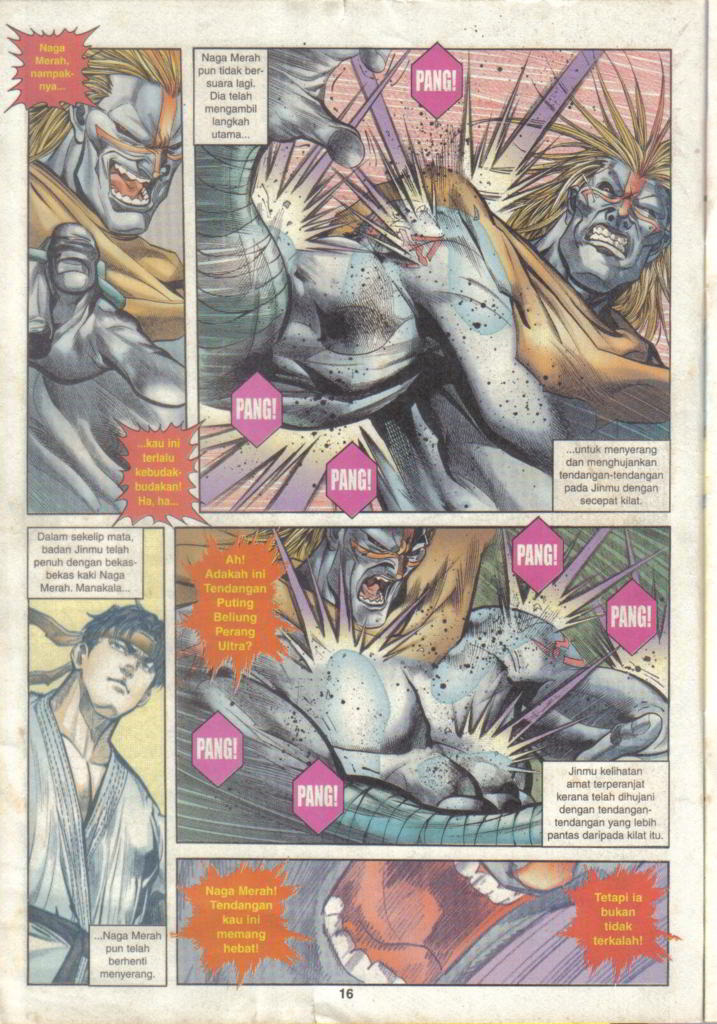 Naga
Merah,
nampak-
nya...
...kau ini
terlalu
kebudak-
budakan!
Ha, ha...
Naga Merah
pun tidak ber-
suara lagi.
Dia telah
mengambil
langkah
utama...
PANG!
PANG!
PANG!
...untuk menyerang
dan menghujankan
tendangan-tendangan
pada Jinmu dengan
secepat kilat.
Dalam sekelip mata,
badan Jinmu telah
penuh dengan bekas-
bekas kaki Naga
Merah. Manakala...
...Naga Merah
pun telah
berhenti
menyerang.
Ah!
Adakah ini
Tendangan
Puting
Beliung
Perang
Ultra?
PANG!
PANG!
PANG!
PANG!
Jinmu kelihatan
amat terperanjat
kerana telah dihujani
dengan tendangan-
tendangan yang lebih
pantas daripada kilat itu.
Naga Merah!
Tendangan
kau ini
memang
hebat!
Tetapi ia
bukan
tidak
terkalah!
16